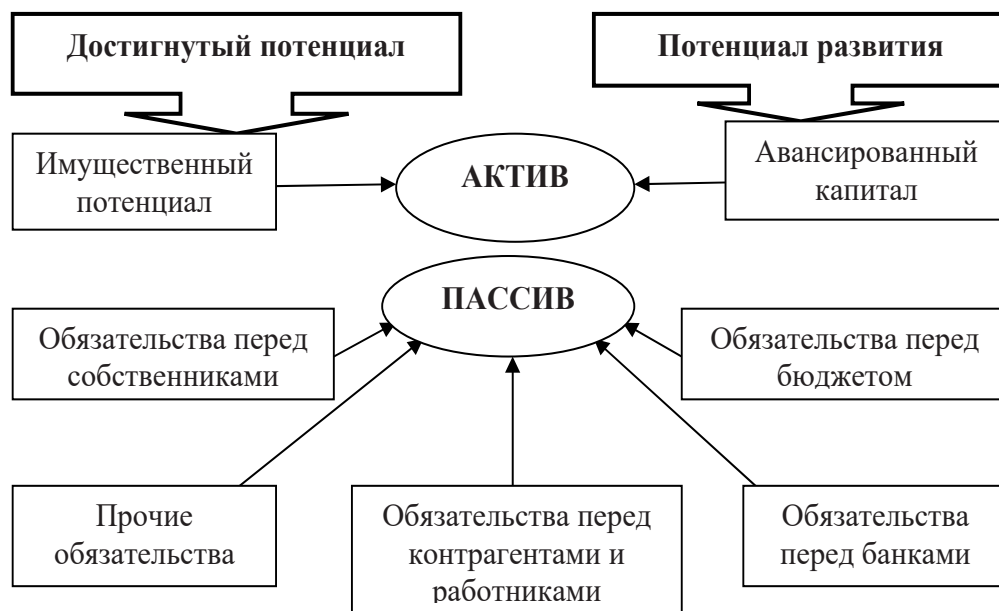 Достигнутый потенциал
Потенциал развития
Имущественный
потенциал
АКТИВ
Авансированный
капитал
ПАССИВ
Обязательства перед
собственниками
Обязательства перед
бюджетом
Прочие
обязательства
Обязательства перед
контрагентами и
работниками
Обязательства
перед банками